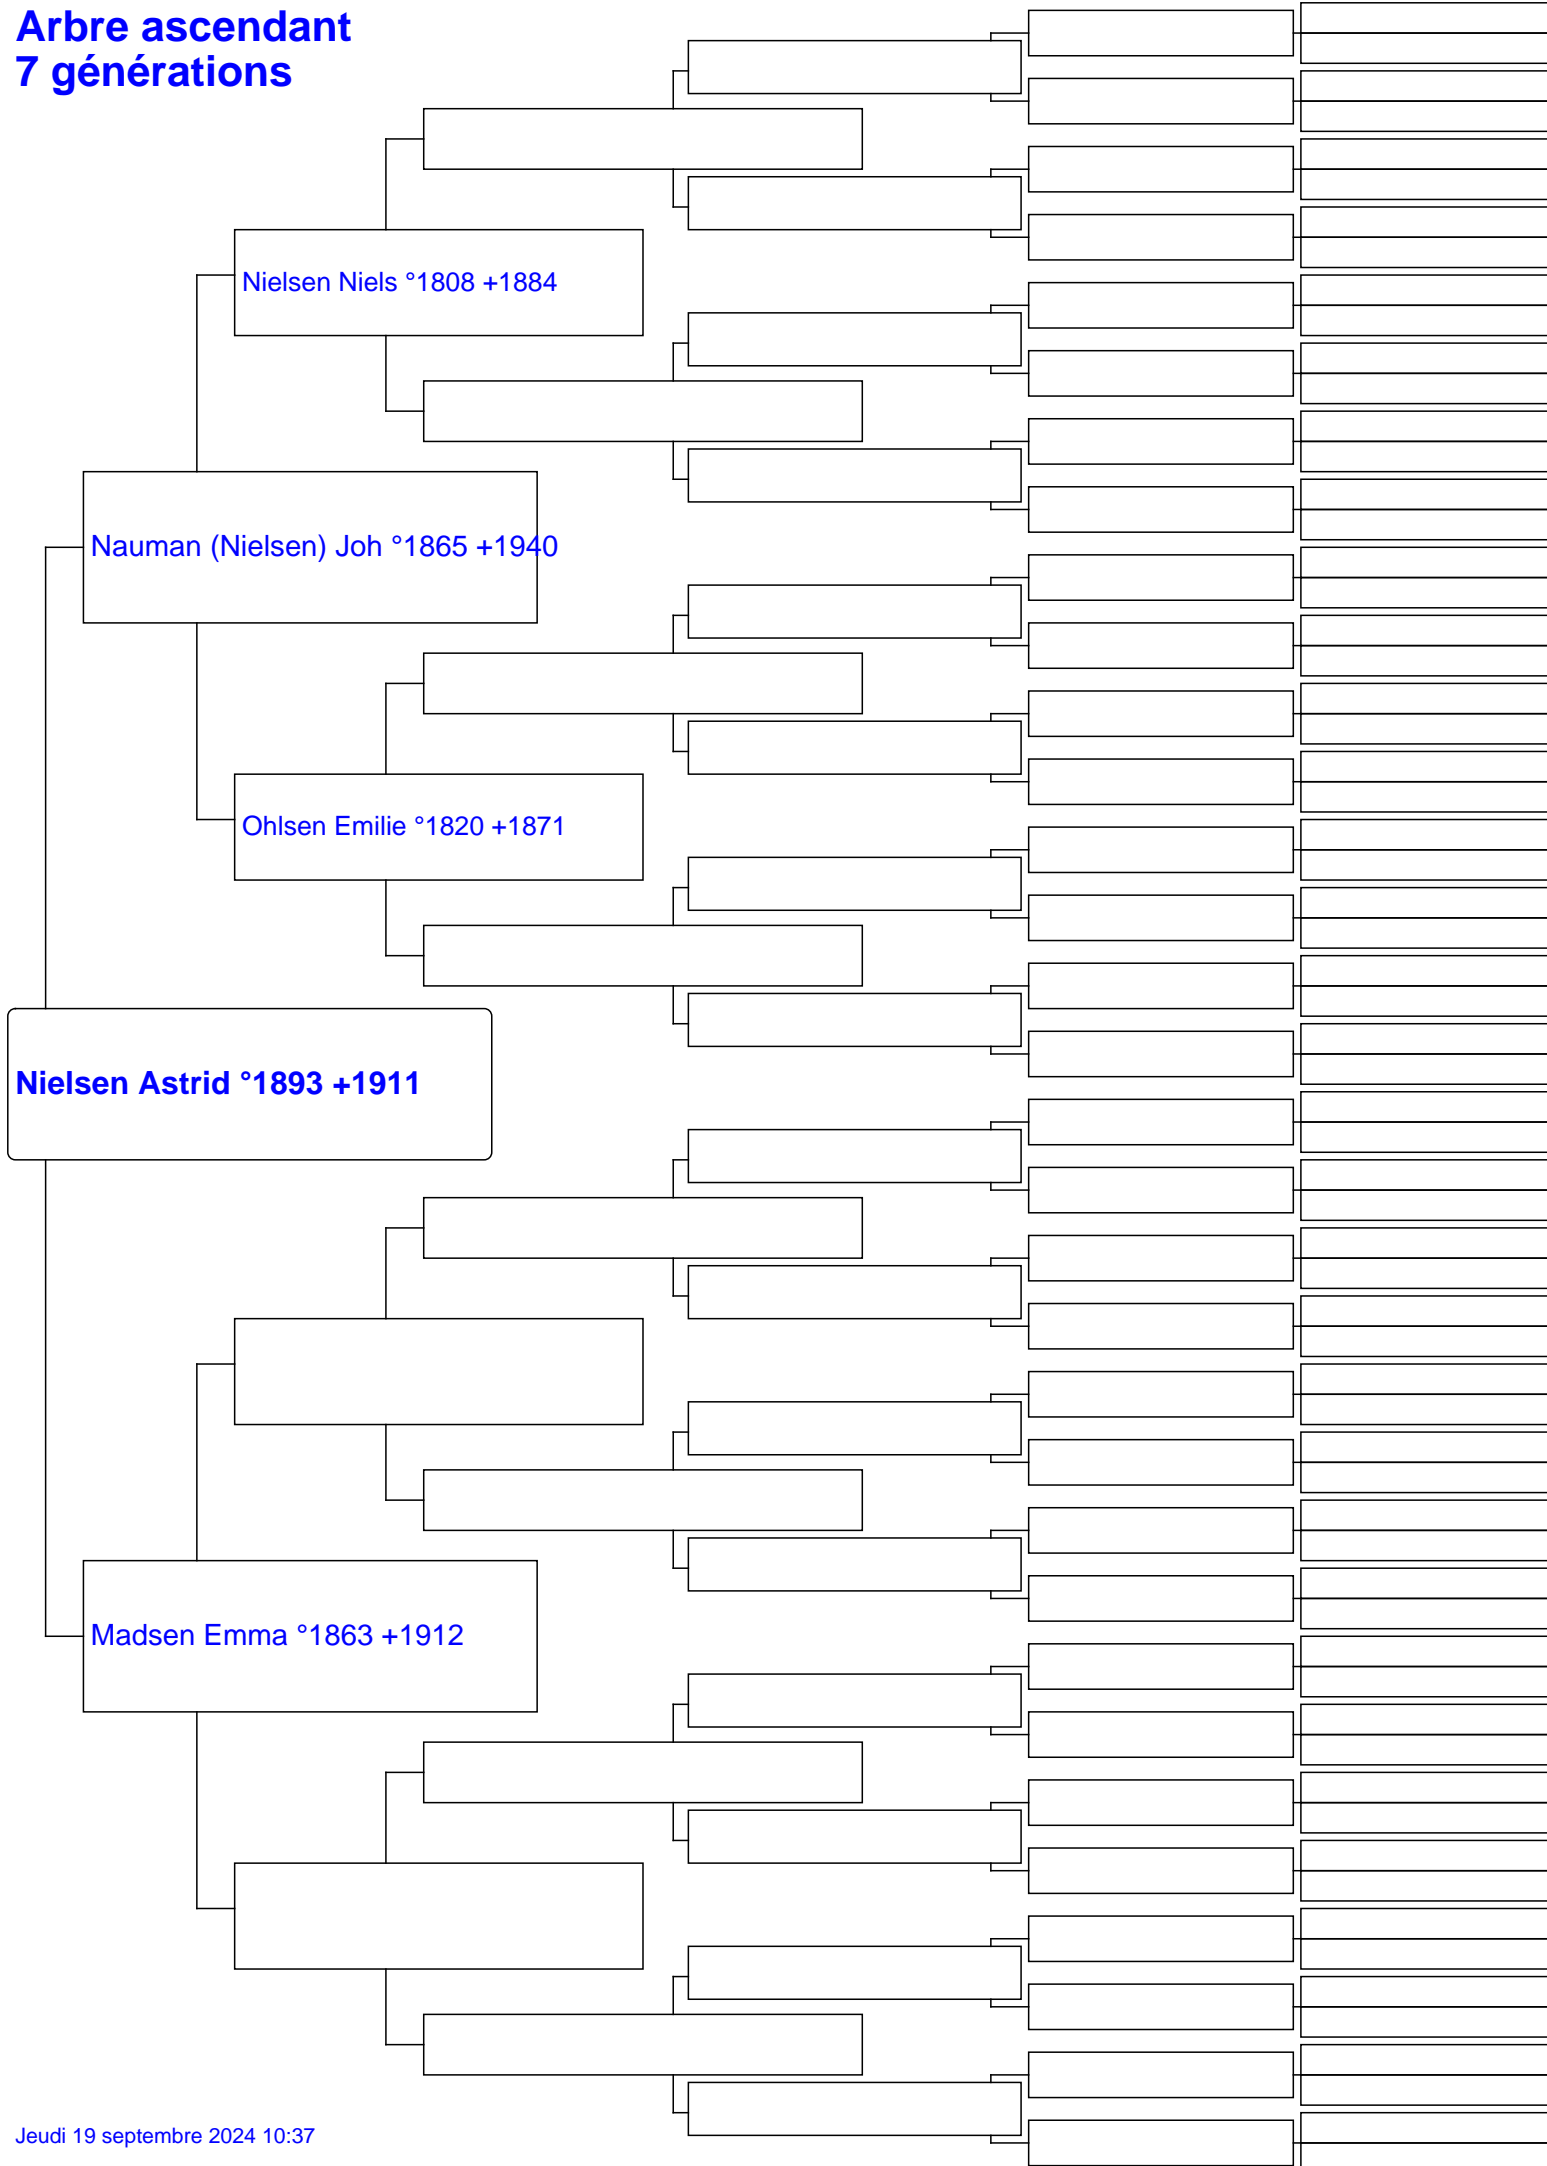 Arbre ascendant
7 générations
Nielsen Niels °1808 +1884
Nauman (Nielsen) Joh °1865 +1940
Ohlsen Emilie °1820 +1871
Nielsen Astrid °1893 +1911
Madsen Emma °1863 +1912
Jeudi 19 septembre 2024 10:37